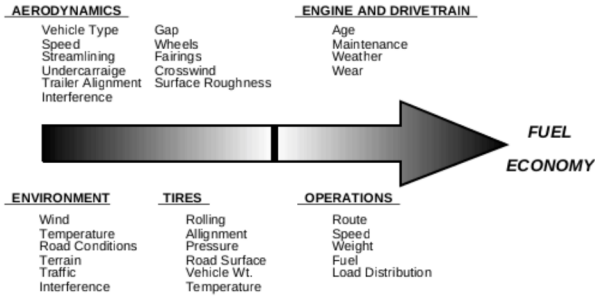 AERODYNAMICS
Vehicle Type
Speed
Streamlining
Undercarraige
Trailer Alignment
Interference
Gap
Wheels
Fairings
Crosswind
Surface Roughness
ENGINE AND DRIVETRAIN
Age
Maintenance
Weather
Wear
FUEL
ECONOMY
ENVIRONMENT
Wind
Temperature
Road Conditions
Terrain
Traffic
Interference
TIRES
Rolling
Allignment
Pressure
Road Surface
Vehicle Wt.
Temperature
OPERATIONS
Route
Speed
Weight
Fuel
Load Distribution